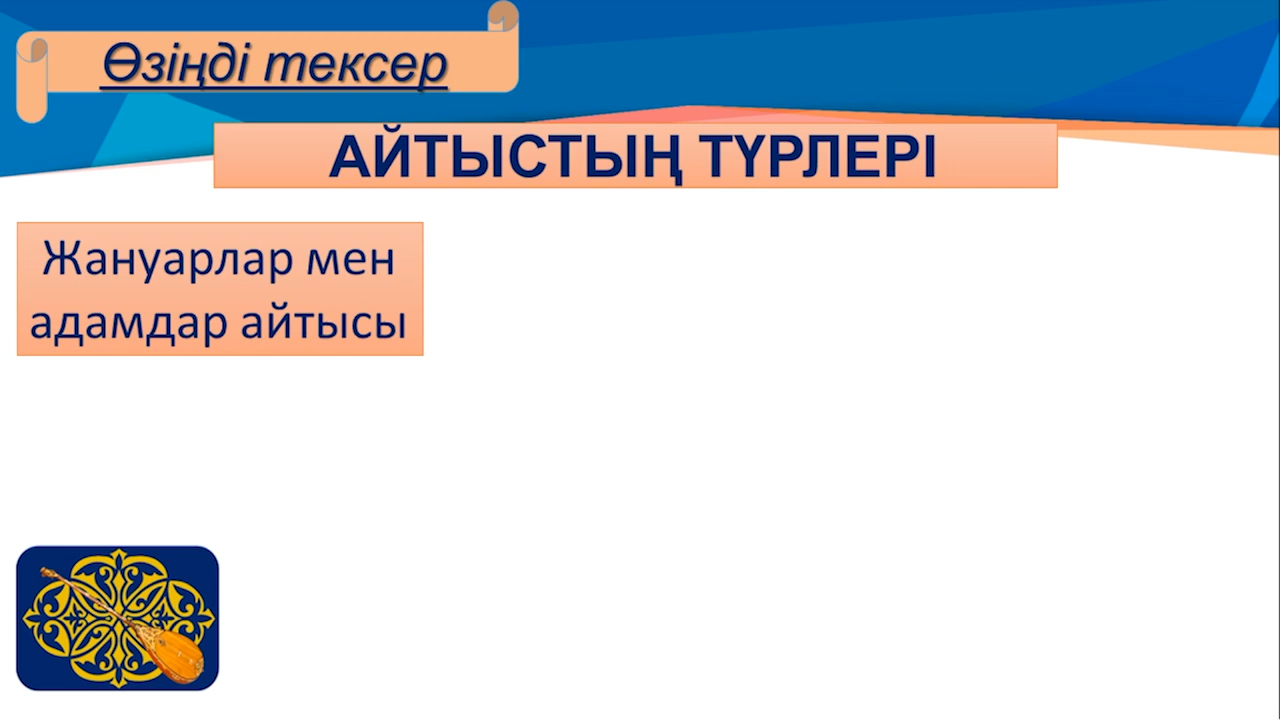 Өзіңді тексер
АЙТЫСТЫҢ ТҮРЛЕРІ
Жануарлар мен
адамдар айтысы